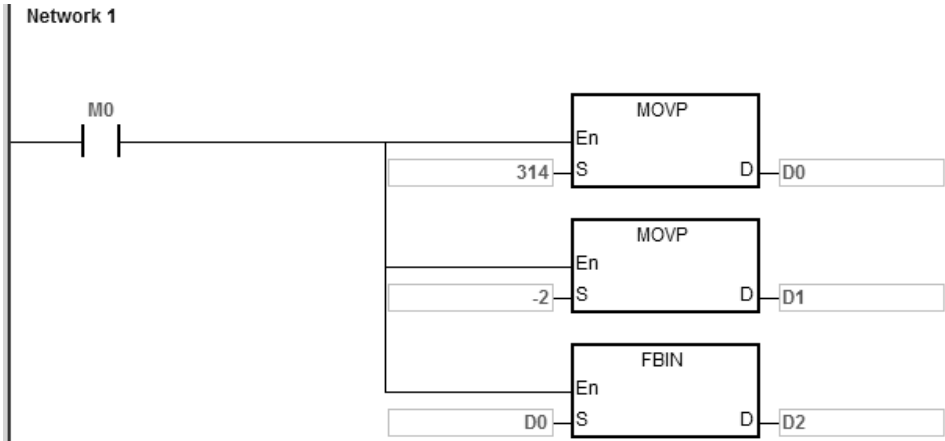 Network 1
M0
MOVP
En
314 S D D0
MOVP
En
-2 S D D1
FBIN
En
D0 S D D2